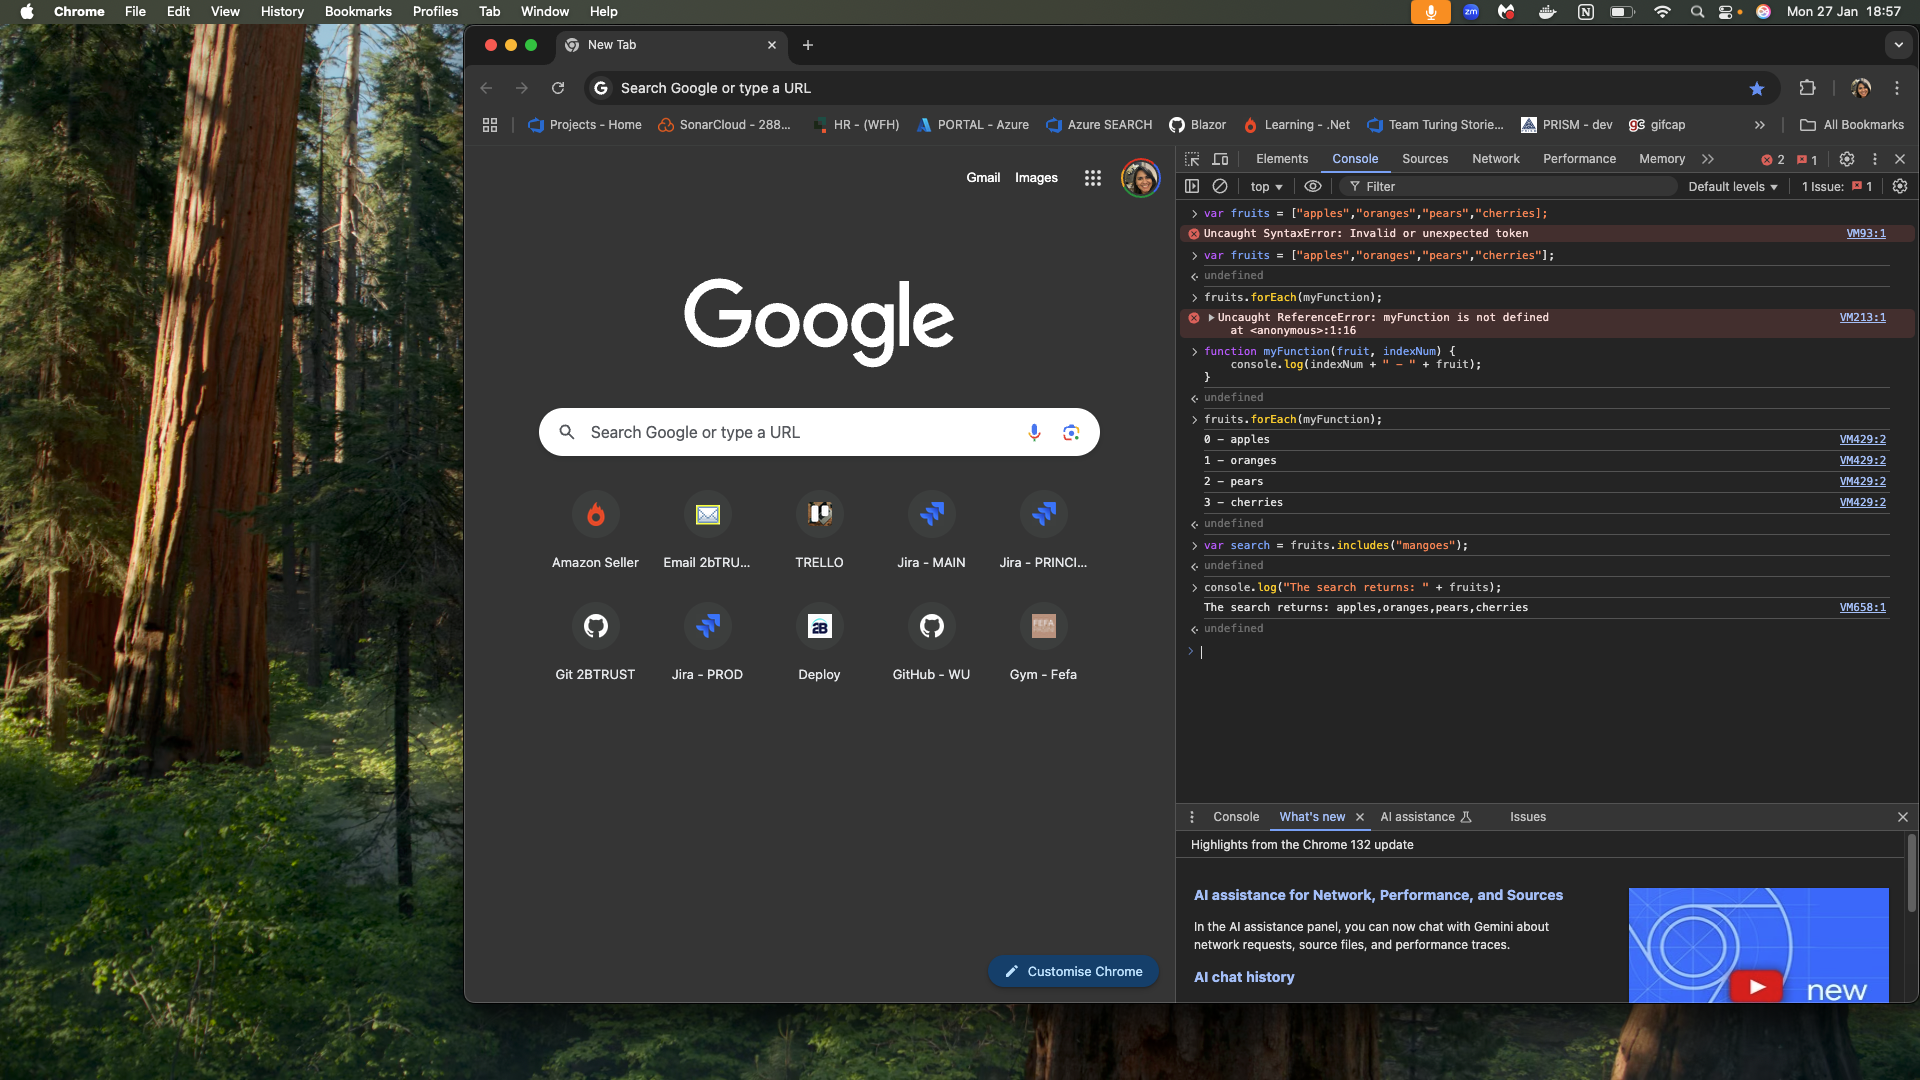 Chrome File Edit View History Bookmarks Profiles Tab Window Help
zm
Mon 27 Jan 18:57
New Tab
Search Google or type a URL
Projects - Home
SonarCloud - 288...
HR - (WFH)
PORTAL - Azure
Azure SEARCH
Blazor
Learning - .Net
Team Turing Storie...
PRISM - dev
gc gifcap
All Bookmarks
Gmail Images
Google
Search Google or type a URL
Amazon Seller
Email 2bTRU...
TRELLO
Jira - MAIN
Jira - PRINCI...
2B
FEFA
Git 2BTRUST
Jira - PROD
Deploy
GitHub - WU
Gym - Fefa
Customise Chrome
Elements Console Sources Network Performance Memory 2 1
top Filter Default levels 1 Issue: 1
var fruits = ["apples","oranges","pears","cherries];
Uncaught SyntaxError: Invalid or unexpected token VM93:1
var fruits = ["apples","oranges","pears","cherries"];
undefined
fruits.forEach(myFunction);
Uncaught ReferenceError: myFunction is not defined VM213:1
at <anonymous>:1:16
function myFunction(fruit, indexNum) {
console.log(indexNum + " - " + fruit);
}
undefined
fruits.forEach(myFunction);
0 - apples VM429:2
1 - oranges VM429:2
2 - pears VM429:2
3 - cherries VM429:2
undefined
var search = fruits.includes("mangoes");
undefined
console.log("The search returns: " + fruits);
The search returns: apples,oranges,pears,cherries VM658:1
undefined
Console What's new AI assistance Issues
Highlights from the Chrome 132 update
AI assistance for Network, Performance, and Sources
In the AI assistance panel, you can now chat with Gemini about
network requests, source files, and performance traces.
AI chat history
new